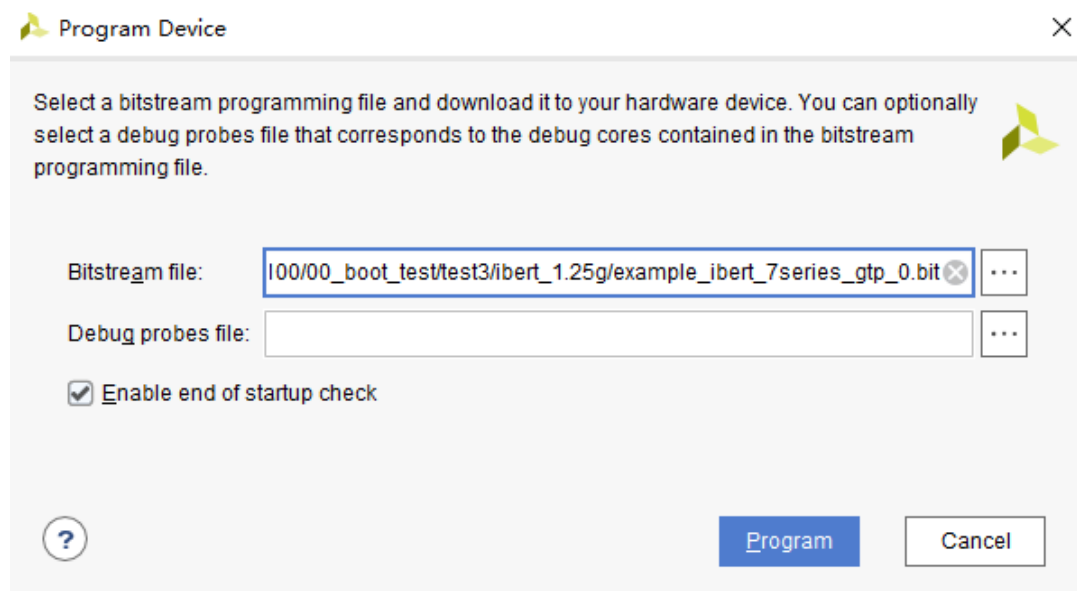 Program Device
Select a bitstream programming file and download it to your hardware device. You can optionally
select a debug probes file that corresponds to the debug cores contained in the bitstream
programming file.
Bitstream file: 100/00_boot_test/test3/ibert_1.25g/example_ibert_7series_gtp_0.bit ...
Debug probes file: ...
Enable end of startup check
? Program Cancel